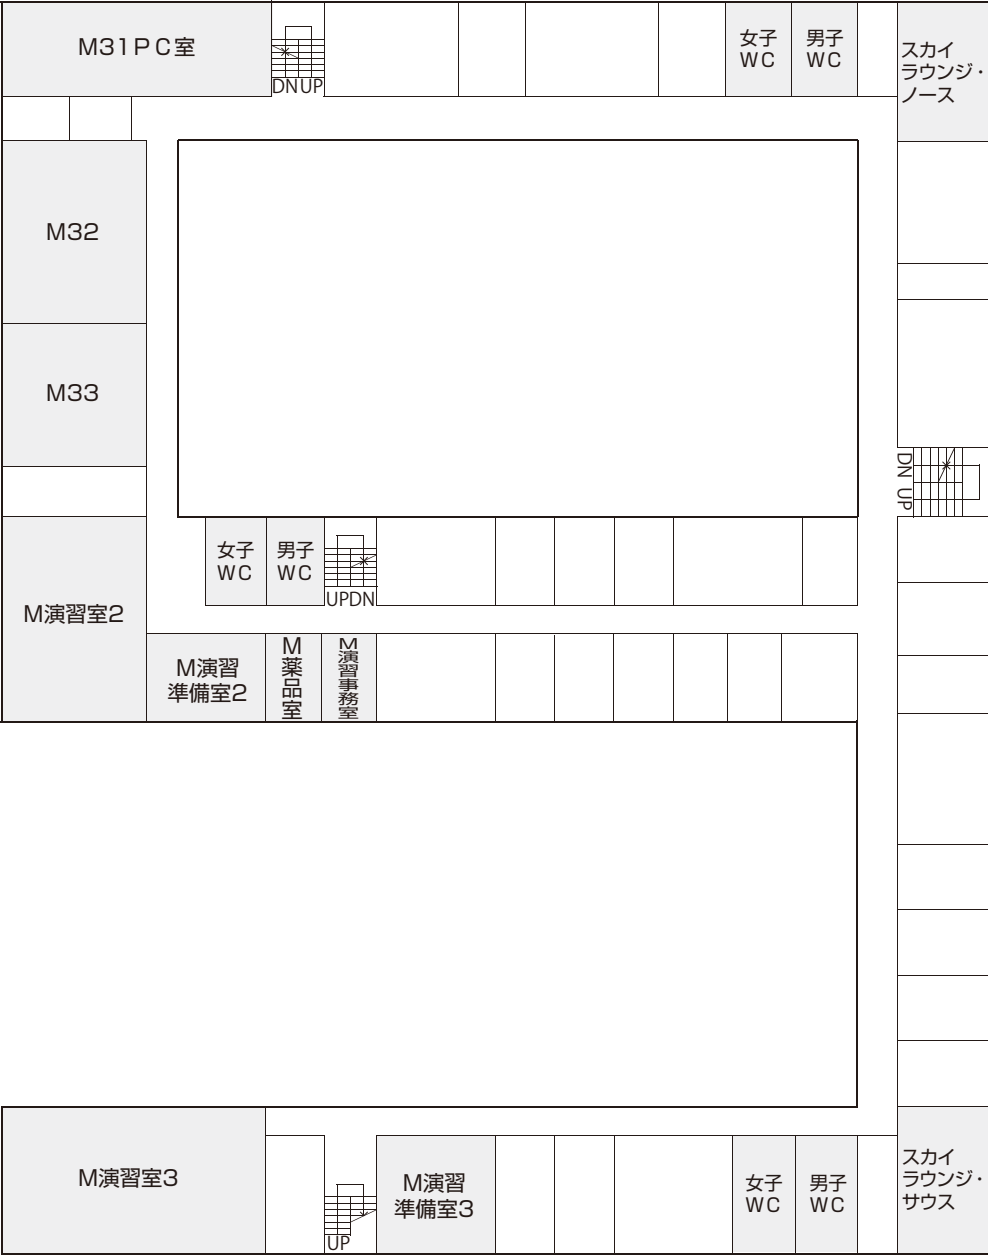 M31PC室
DN UP
女子
WC
男子
WC
スカイ
ラウンジ・
ノース
M32
M33
DN UP
女子
WC
男子
WC
UPDN
M演習室2
M演習
準備室2
M薬品室
M演習事務室
M演習室3
UP
M演習
準備室3
女子
WC
男子
WC
スカイ
ラウンジ・
サウス